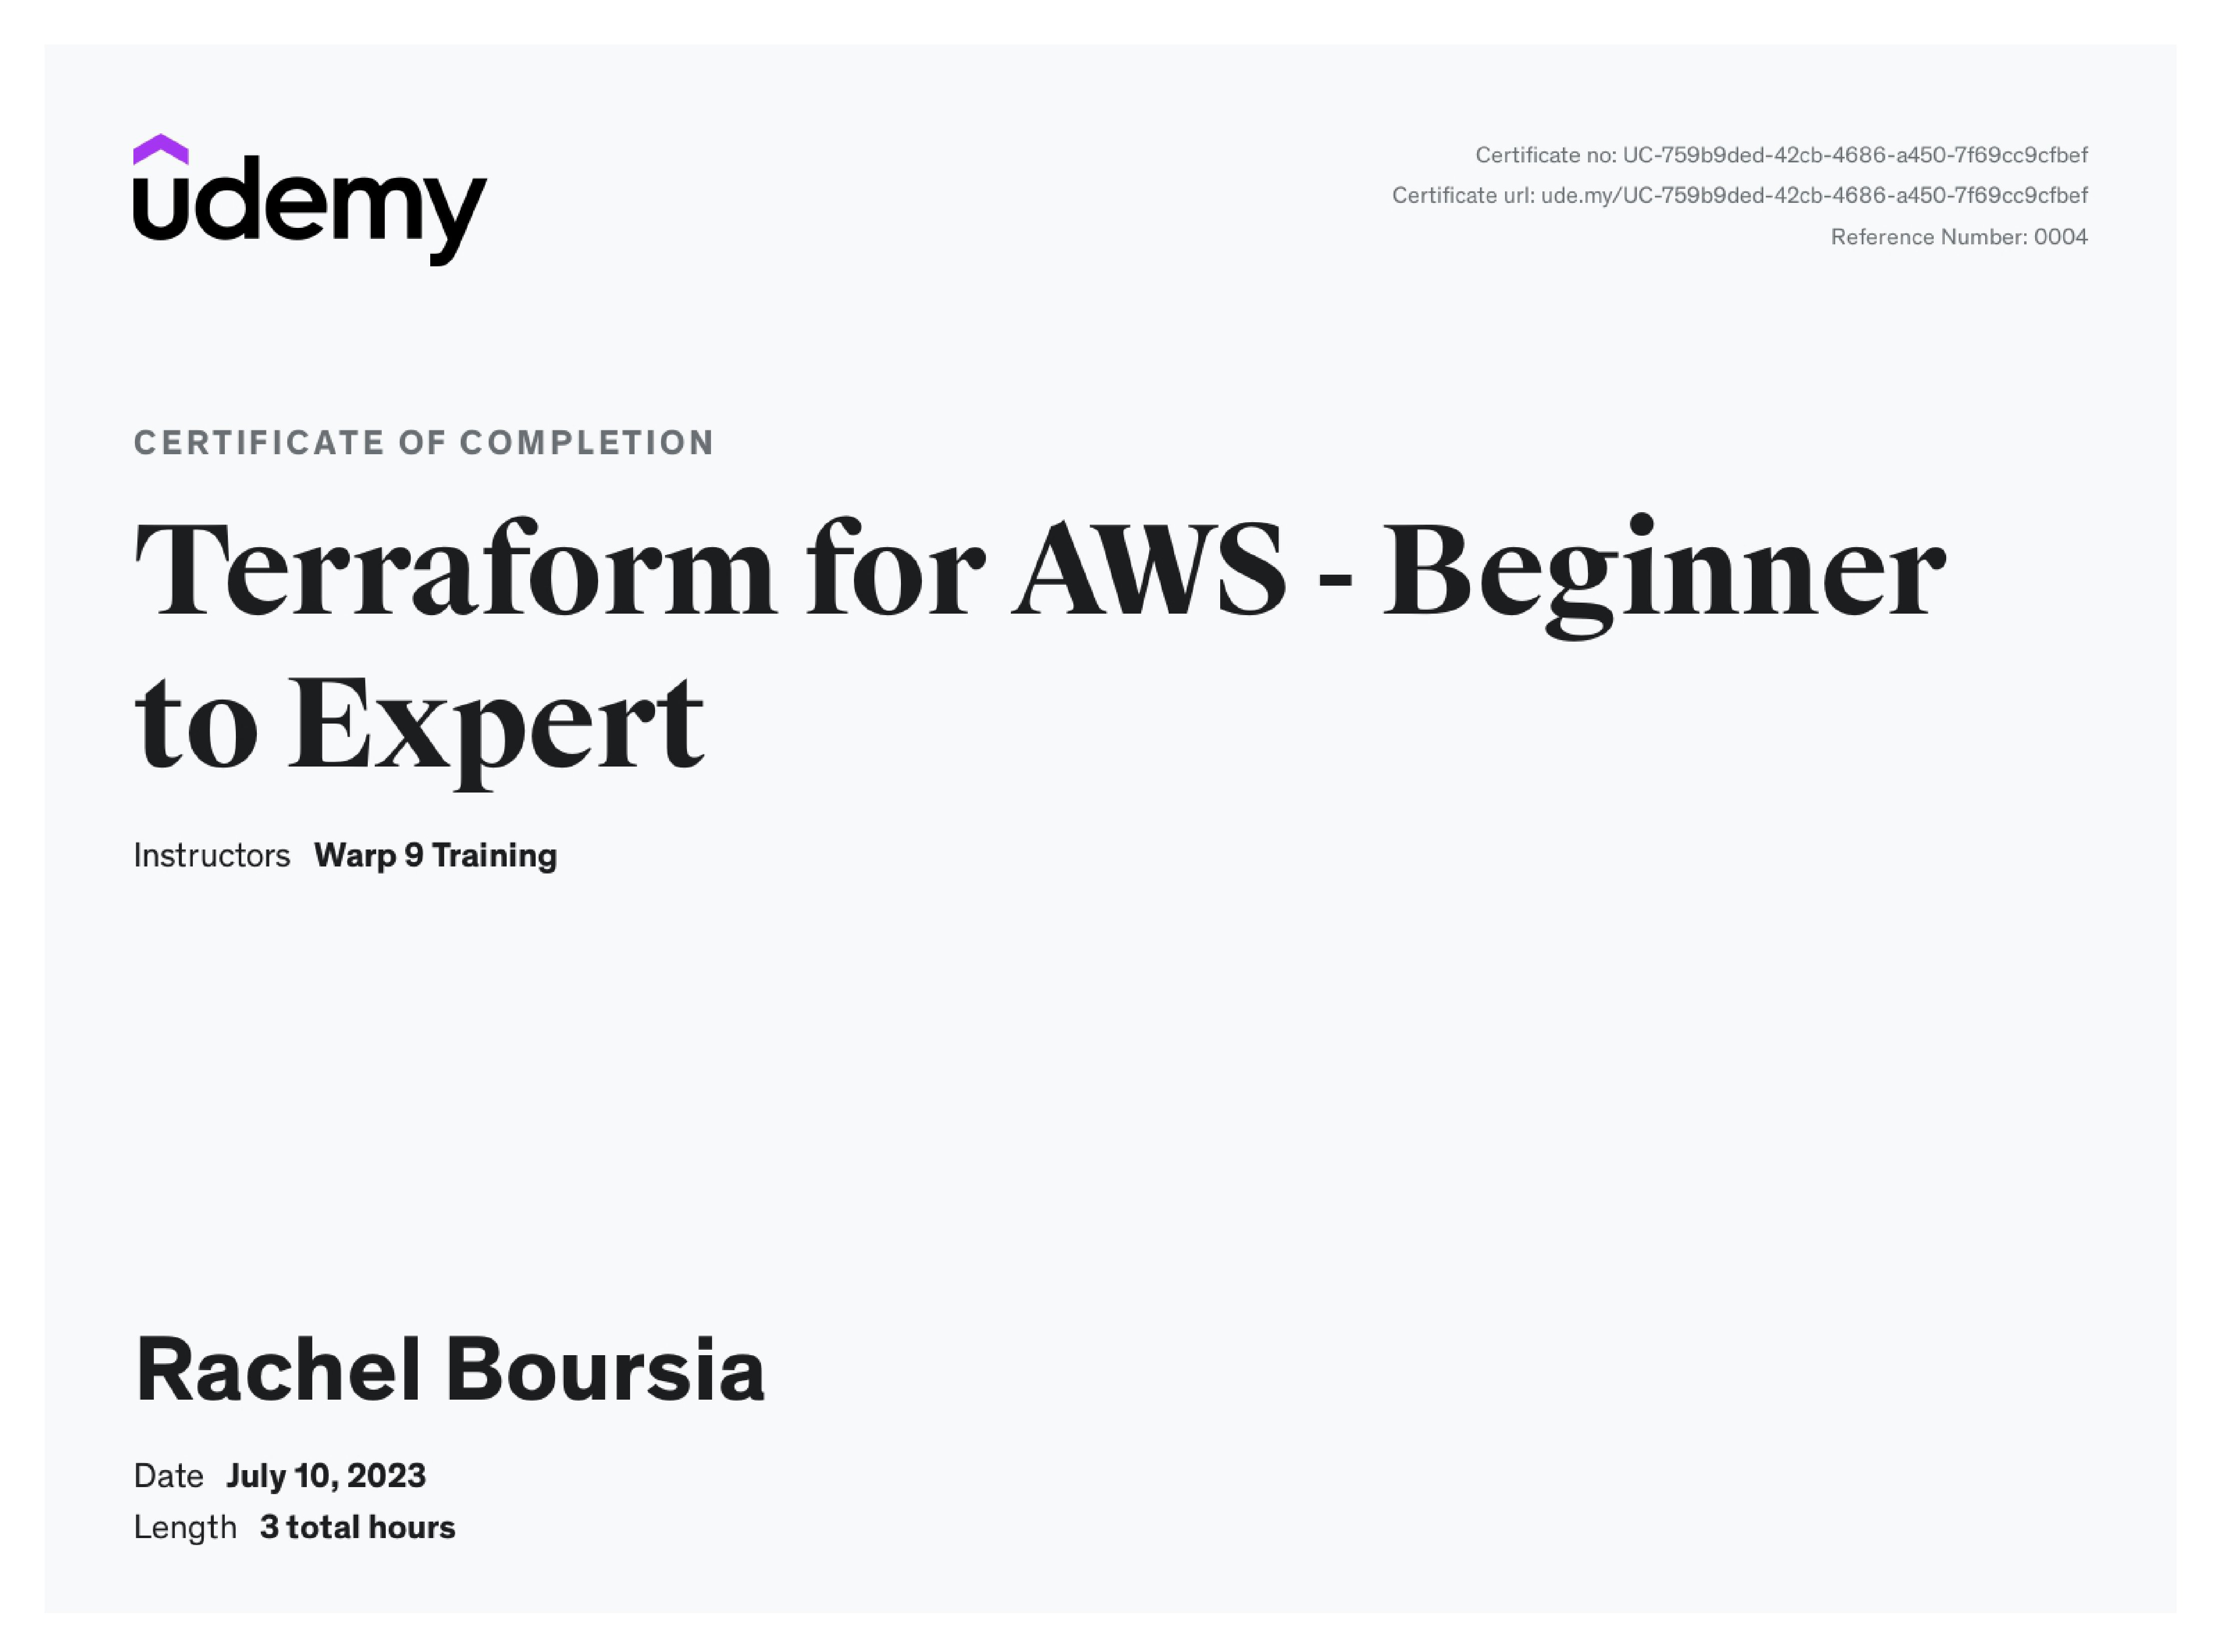 udemy
Certificate no: UC-759b9ded-42cb-4686-a450-7f69cc9cfbef
Certificate url: ude.my/UC-759b9ded-42cb-4686-a450-7f69cc9cfbef
Reference Number: 0004
CERTIFICATE OF COMPLETION
Terraform for AWS - Beginner
to Expert
Instructors Warp 9 Training
Rachel Boursia
Date July 10, 2023
Length 3 total hours